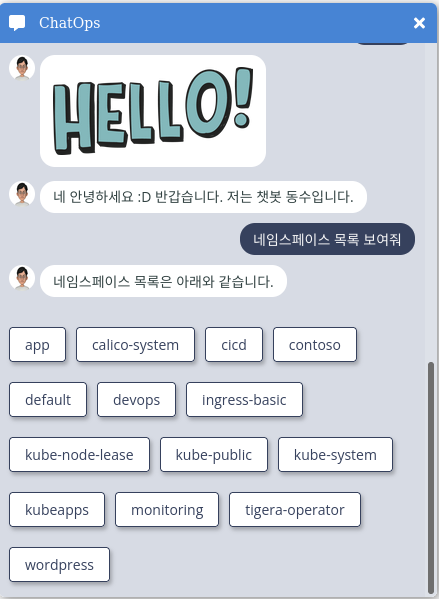 ChatOps
HELLO!
네 안녕하세요 :D 반갑습니다. 저는 챗봇 동수입니다.
네임스페이스 목록 보여줘
네임스페이스 목록은 아래와 같습니다.
app calico-system cicd contoso
default devops ingress-basic
kube-node-lease kube-public kube-system
kubeapps monitoring tigera-operator
wordpress